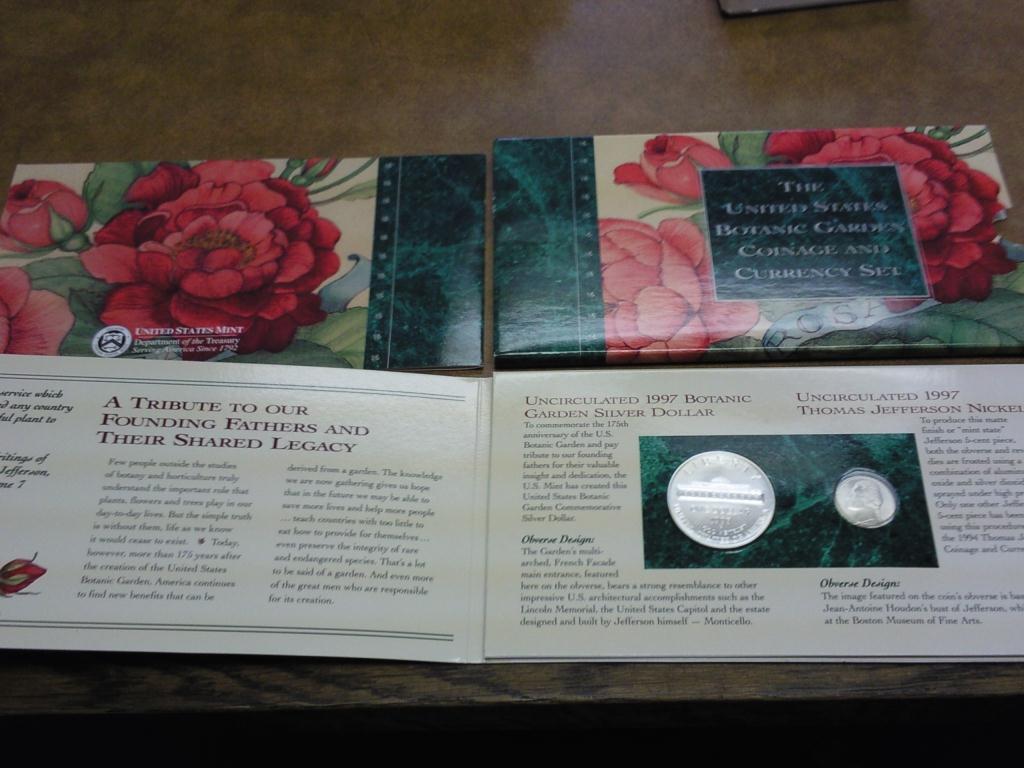 UNITED STATES MINT
Department of the Treasury
Serving America Since 1792
THE
UNITED STATES
BOTANIC GARDEN
COINAGE AND
CURRENCY SET
ROSA
service which
any country
ful plant to
ritings of
Jefferson,
me 7
A TRIBUTE TO OUR
FOUNDING FATHERS AND
THEIR SHARED LEGACY
Few people outside the studies
of botany and horticulture truly
understand the important role that
plants, flowers and trees play in our
day-to-day lives. But the simple truth
is without them, life as we know
it would cease to exist. Today,
however, more than 175 years after
the creation of the United States
Botanic Garden, America continues
to find new benefits that can be
derived from a garden. The knowledge
we are now gathering gives us hope
that in the future we may be able to
save more lives and help more people
... teach countries with too little to
eat how to provide for themselves ...
even preserve the integrity of rare
and endangered species. That's a lot
to be said of a garden. And even more
of the great men who are responsible
for its creation.
UNCIRCULATED 1997 BOTANIC
GARDEN SILVER DOLLAR
To commemorate the 175th
anniversary of the U.S.
Botanic Garden and pay
tribute to our founding
fathers for their valuable
insight and dedication, the
U.S. Mint has created this
United States Botanic
Garden Commemorative
Silver Dollar.
Obverse Design:
The Garden's multi-
arched, French Facade
main entrance, featured
here on the obverse, bears a strong resemblance to other
impressive U.S. architectural accomplishments such as the
Lincoln Memorial, the United States Capitol and the estate
designed and built by Jefferson himself — Monticello.
LIBERTY
UNCIRCULATED 1997
THOMAS JEFFERSON NICKEL
To produce this matte
finish or "mint state"
Jefferson 5-cent piece,
both the obverse and rev
dies are frosted using a
combination of alumin
oxide and silver dioxid
sprayed under high pr
Only one other Jeffe
5-cent piece has been
using this procedure
the 1994 Thomas J
Coinage and Curre
Obverse Design:
The image featured on the coin's obverse is bas
Jean-Antoine Houdon's bust of Jefferson, whi
at the Boston Museum of Fine Arts.